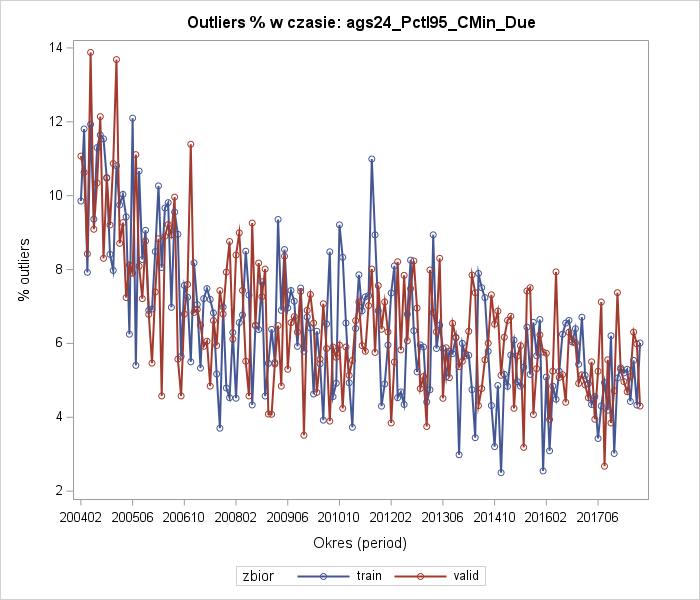 Outliers % w czasie: ags24_Pctl95_CMin_Due
% outliers
14
12
10
8
6
4
2
200402 200506 200610 200802 200906 201010 201202 201306 201410 201602 201706
Okres (period)
zbior train valid